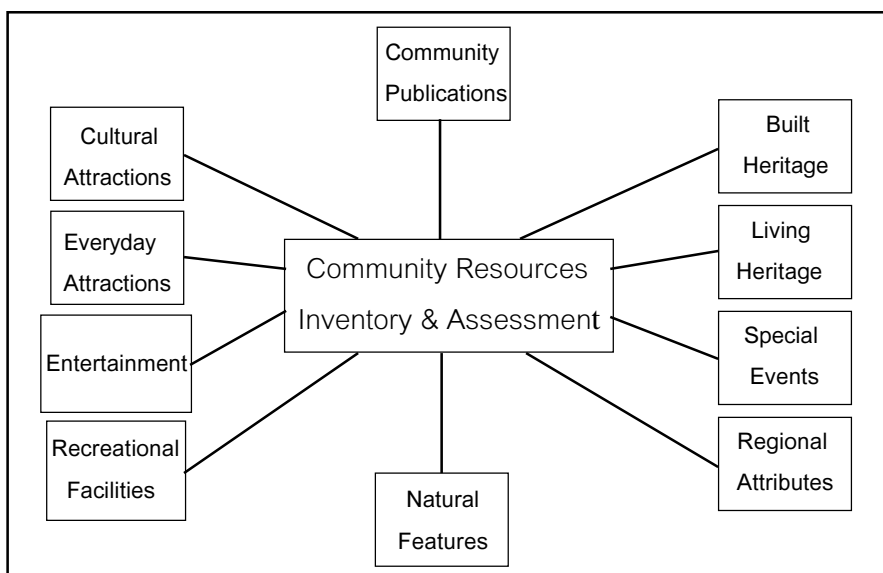 Community
Publications
Cultural
Attractions
Built
Heritage
Everyday
Attractions
Living
Heritage
Community Resources
Inventory & Assessment
Entertainment
Special
Events
Recreational
Facilities
Regional
Attributes
Natural
Features